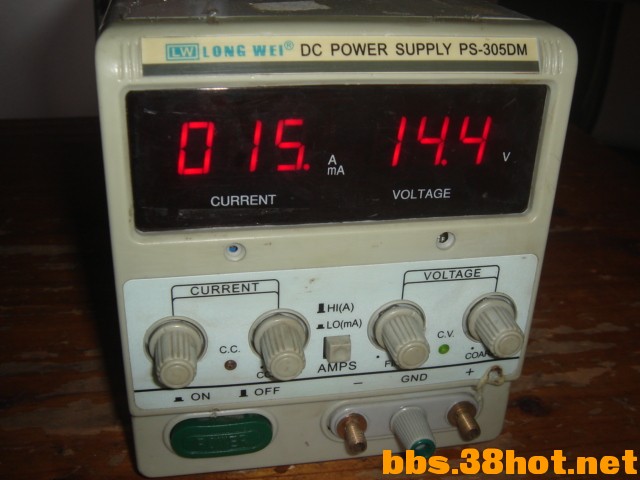 LW LONG WEI® DC POWER SUPPLY PS-305DM
015. A mA 14.4 V
CURRENT VOLTAGE
CURRENT VOLTAGE
HI(A)
LO(mA)
C.C. C.V.
AMPS
ON OFF − GND +
POWER
bbs.38hot.net